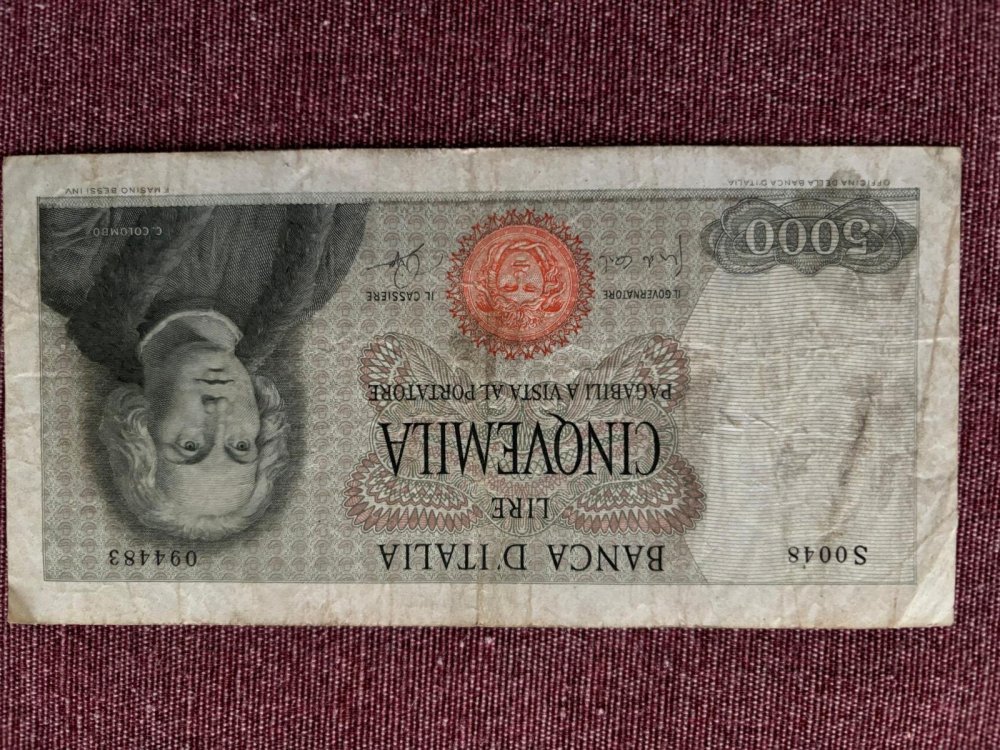 S0048
094483
BANCA D'ITALIA
LIRE
CINQVEMILA
PAGABILI A VISTA AL PORTATORE
IL GOVERNATORE
IL CASSIERE
C. COLOMBO
5000
OFFICINA DELLA BANCA D'ITALIA
F. MASINO BESSI INV.